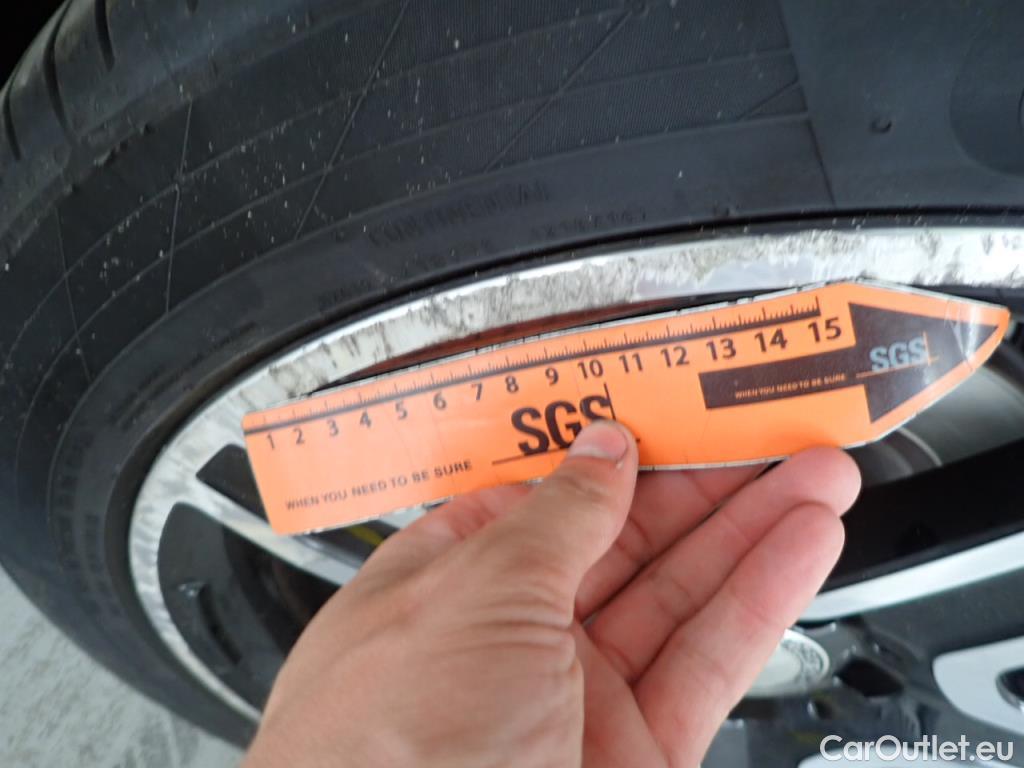 CONTINENTAL
1 2 3 4 5 6 7 8 9 10 11 12 13 14 15
SGS
WHEN YOU NEED TO BE SURE
SGS
WHEN YOU NEED TO BE SURE
CarOutlet.eu